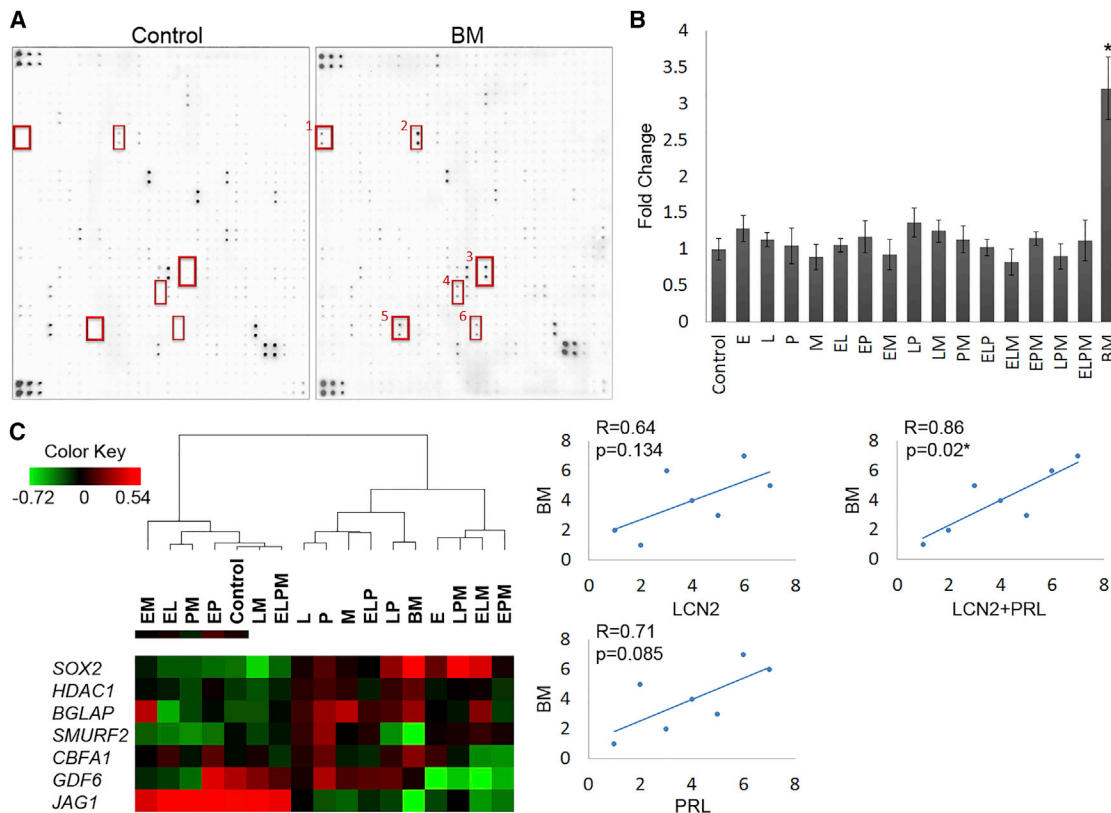 A
Control
BM
1
2
3
4
5
6
B
Fold Change
4
3.5
3
2.5
2
1.5
1
0.5
0
*
Control
E
L
P
M
EL
EP
EM
LP
LM
PM
ELP
ELM
EPM
LPM
ELPM
BM
C
Color Key
-0.72 0 0.54
EM EL PM EP Control LM ELPM L P M ELP LP BM E LPM ELM EPM
SOX2
HDAC1
BGLAP
SMURF2
CBFA1
GDF6
JAG1
R=0.64
p=0.134
BM
8
6
4
2
0
0 2 4 6 8
LCN2
R=0.86
p=0.02*
BM
8
6
4
2
0
0 2 4 6 8
LCN2+PRL
R=0.71
p=0.085
BM
8
6
4
2
0
0 2 4 6 8
PRL